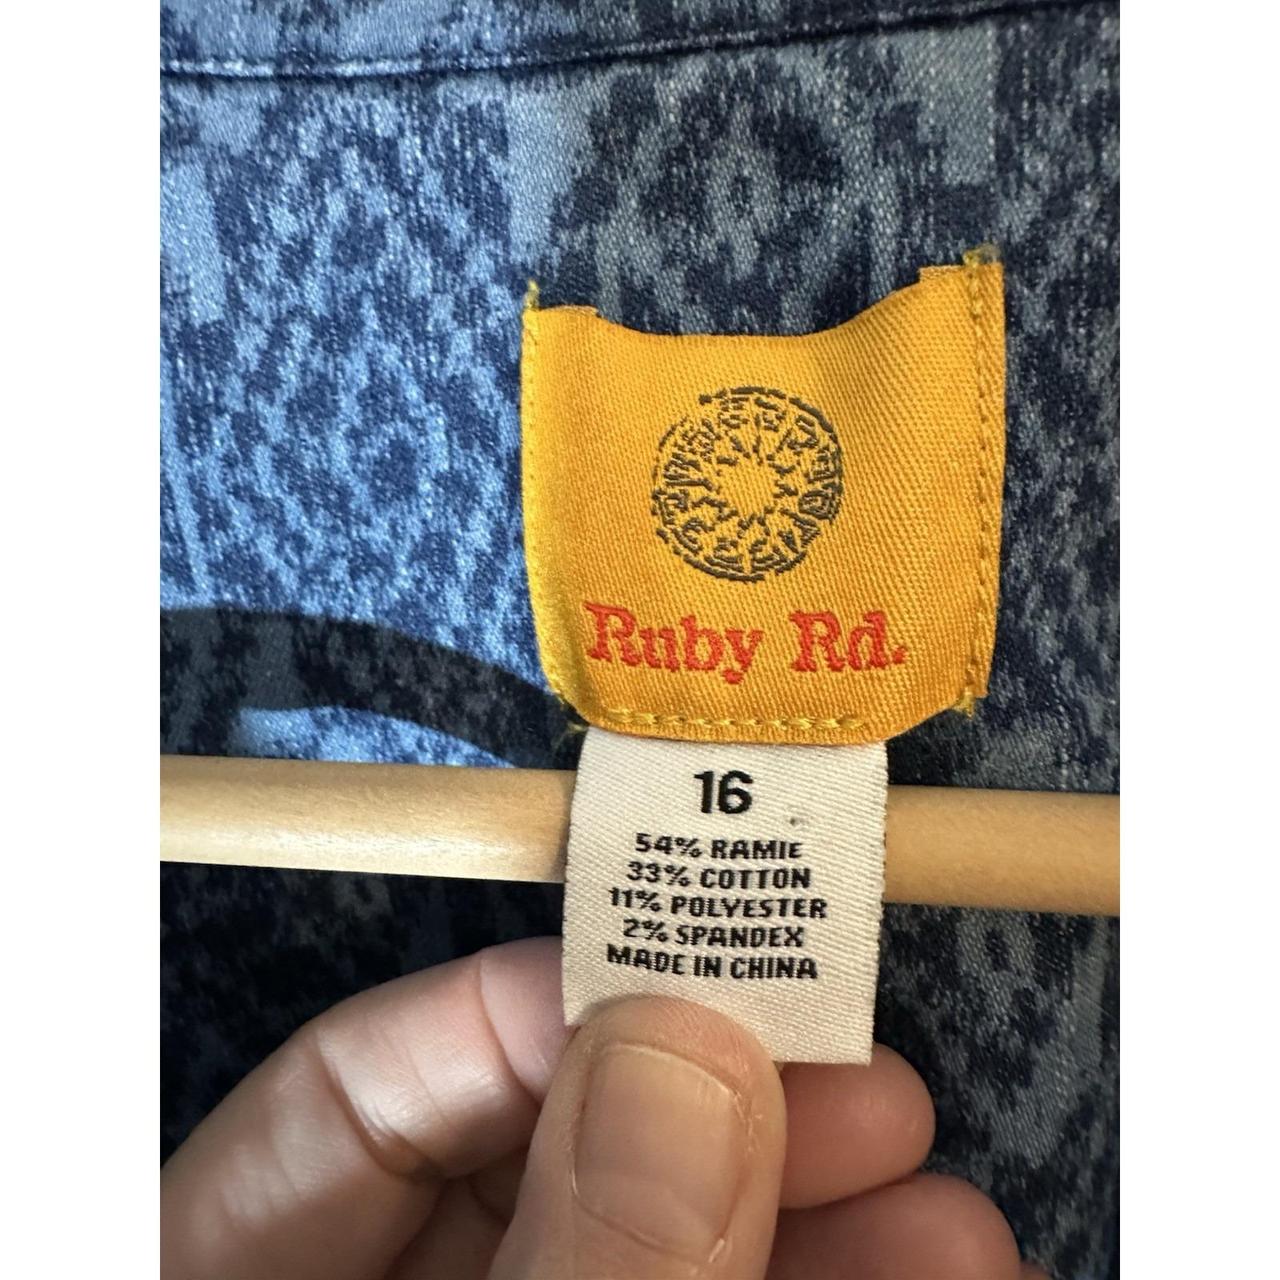 Ruby Rd.
16
54% RAMIE
33% COTTON
11% POLYESTER
2% SPANDEX
MADE IN CHINA